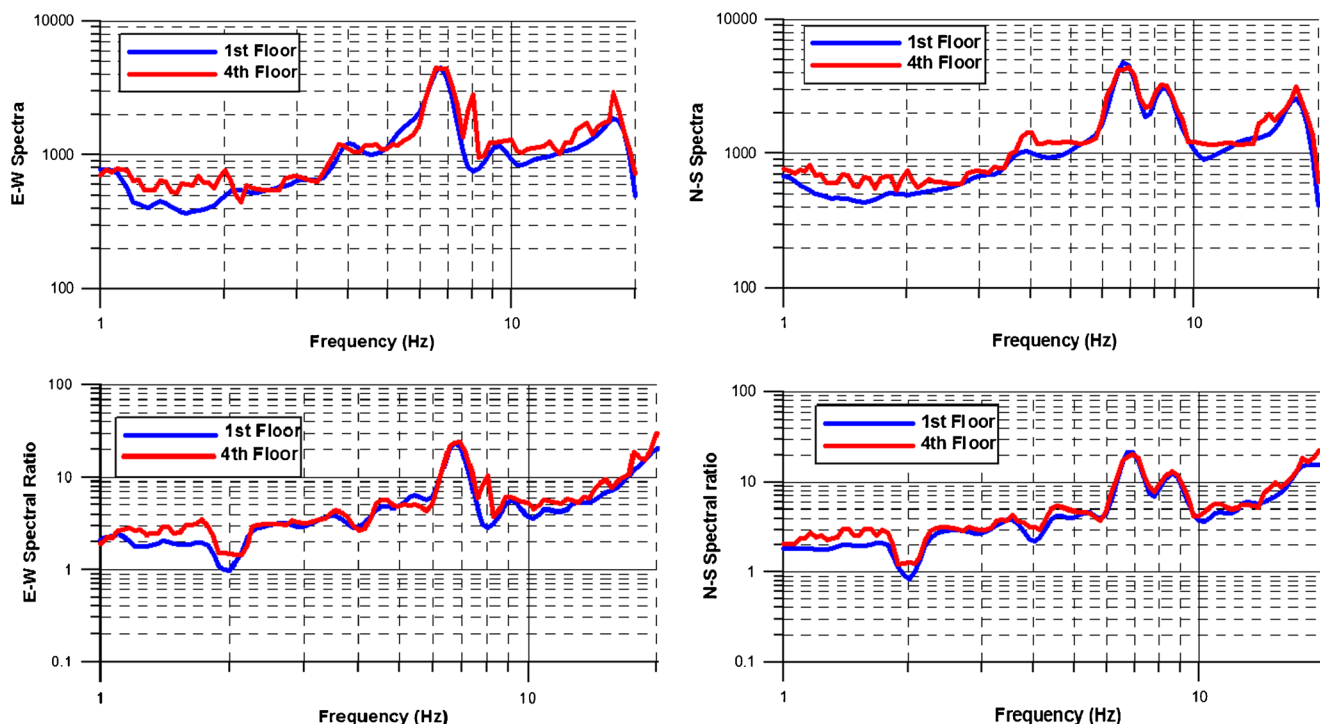 10000
1st Floor
4th Floor
E-W Spectra
1000
100
1
10
Frequency (Hz)
10000
1st Floor
4th Floor
N-S Spectra
1000
100
1
10
Frequency (Hz)
100
1st Floor
4th Floor
E-W Spectral Ratio
10
1
0.1
1
10
Frequency (Hz)
100
1st Floor
4th Floor
N-S Spectral ratio
10
1
0.1
1
10
Frequency (Hz)